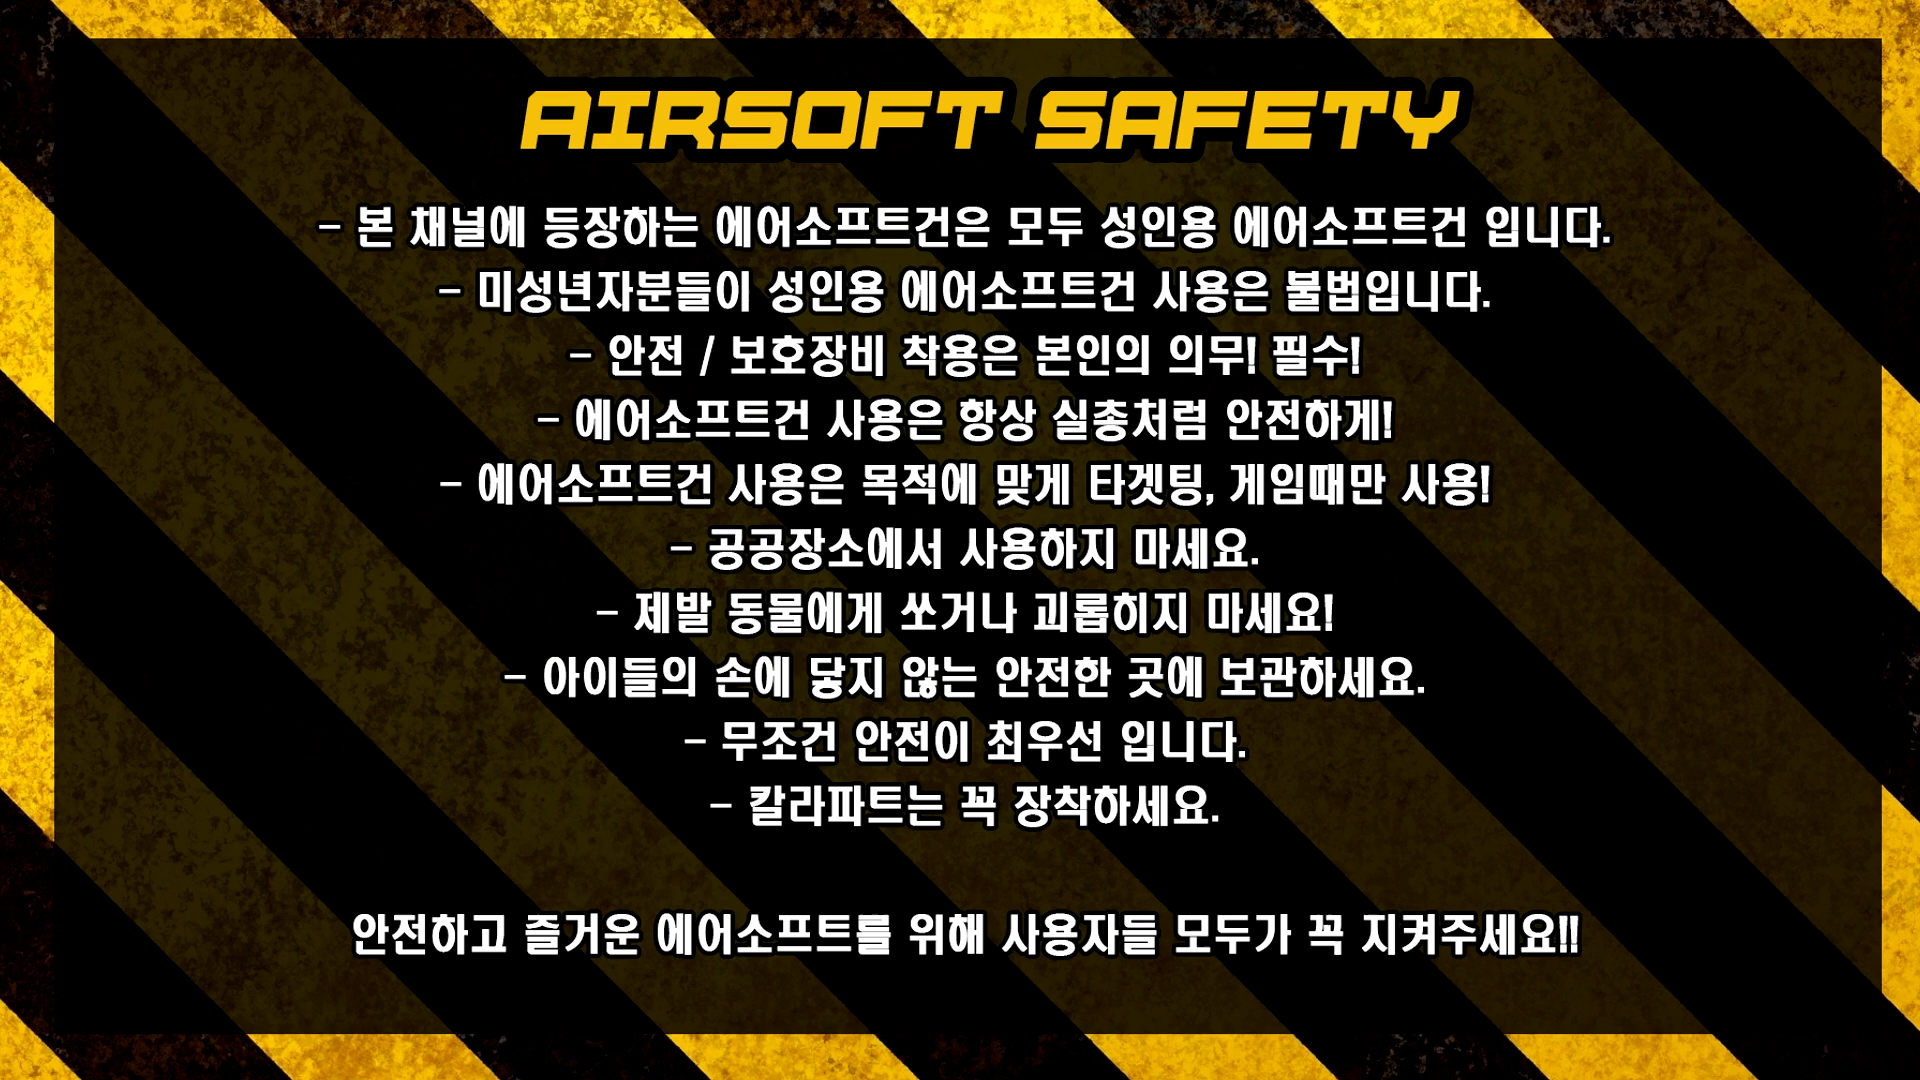 AIRSOFT SAFETY
- 본 채널에 등장하는 에어소프트건은 모두 성인용 에어소프트건 입니다.
- 미성년자분들이 성인용 에어소프트건 사용은 불법입니다.
- 안전 / 보호장비 착용은 본인의 의무! 필수!
- 에어소프트건 사용은 항상 실총처럼 안전하게!
- 에어소프트건 사용은 목적에 맞게 타겟팅, 게임때만 사용!
- 공공장소에서 사용하지 마세요.
- 제발 동물에게 쏘거나 괴롭히지 마세요!
- 아이들의 손에 닿지 않는 안전한 곳에 보관하세요.
- 무조건 안전이 최우선 입니다.
- 칼라파트는 꼭 장착하세요.
안전하고 즐거운 에어소프트를 위해 사용자들 모두가 꼭 지켜주세요!!